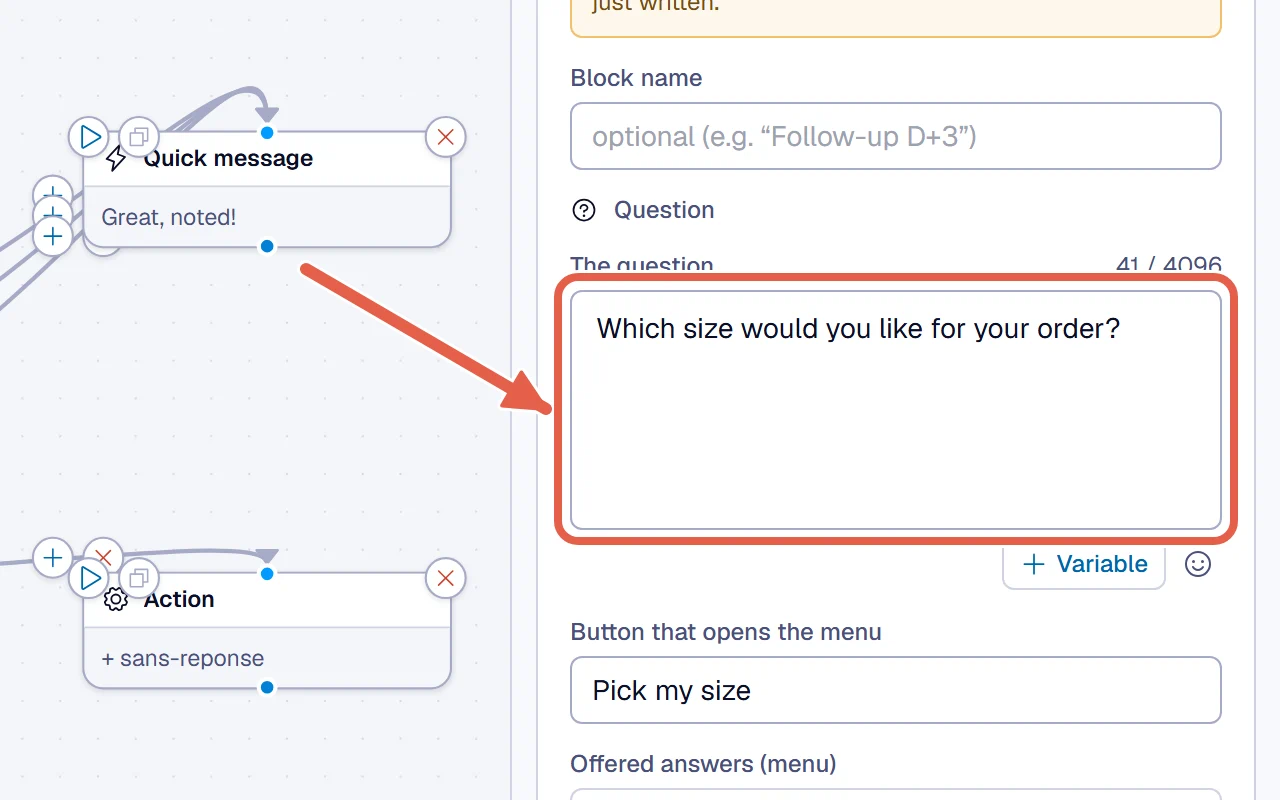 just written.
Block name
optional (e.g. “Follow-up D+3”)
Question
The question 41 / 4096
Which size would you like for your order?
+ Variable
Button that opens the menu
Pick my size
Offered answers (menu)
Quick message
Great, noted!
Action
+ sans-reponse